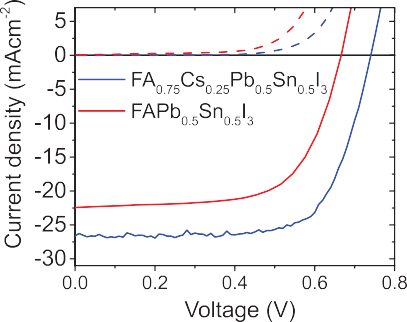 Current density (mAcm⁻²)
5
0
-5
-10
-15
-20
-25
-30
FA₀.₇₅Cs₀.₂₅Pb₀.₅Sn₀.₅I₃
FAPb₀.₅Sn₀.₅I₃
0.0 0.2 0.4 0.6 0.8
Voltage (V)